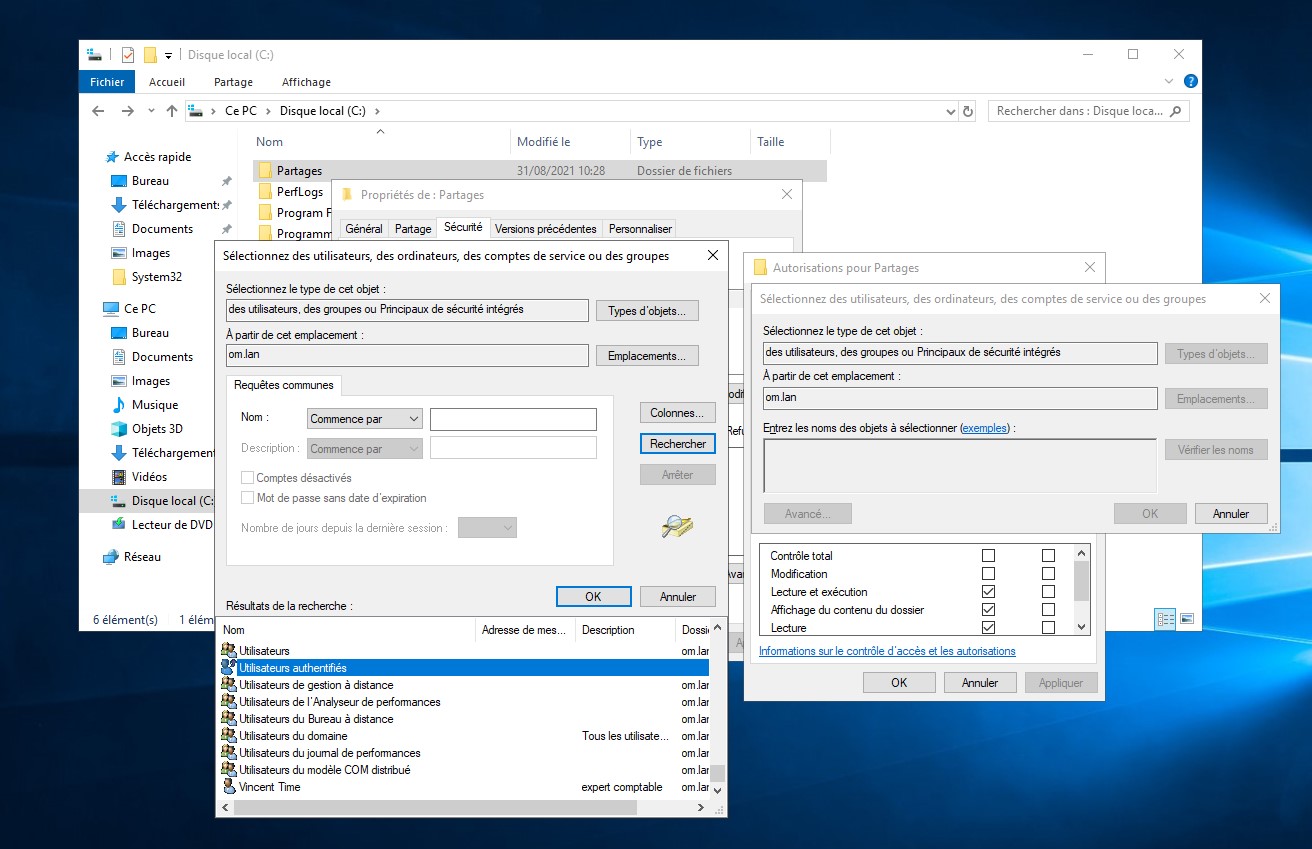 Disque local (C:)
Fichier Accueil Partage Affichage
Ce PC Disque local (C:) Rechercher dans : Disque loca...
Nom Modifié le Type Taille
Accès rapide
Bureau
Téléchargements
Documents
Images
System32
Ce PC
Bureau
Documents
Images
Musique
Objets 3D
Téléchargement
Vidéos
Disque local (C:
Lecteur de DVD
Réseau
6 élément(s) 1 élém
Partages 31/08/2021 10:28 Dossier de fichiers
PerfLogs
Program F
Programm
Propriétés de : Partages
Général Partage Sécurité Versions précédentes Personnaliser
Sélectionnez des utilisateurs, des ordinateurs, des comptes de service ou des groupes
Sélectionnez le type de cet objet :
des utilisateurs, des groupes ou Principaux de sécurité intégrés Types d'objets...
À partir de cet emplacement :
om.lan Emplacements...
Requêtes communes
Nom : Commence par Colonnes...
Description : Commence par Rechercher
Comptes désactivés Arrêter
Mot de passe sans date d'expiration
Nombre de jours depuis la dernière session :
OK Annuler
Résultats de la recherche :
Nom Adresse de mes... Description Dossi
Utilisateurs om.lan
Utilisateurs authentifiés
Utilisateurs de gestion à distance om.lan
Utilisateurs de l'Analyseur de performances om.lan
Utilisateurs du Bureau à distance om.lan
Utilisateurs du domaine Tous les utilisate... om.lan
Utilisateurs du journal de performances om.lan
Utilisateurs du modèle COM distribué om.lan
Vincent Time expert comptable om.lan
Autorisations pour Partages
Sélectionnez des utilisateurs, des ordinateurs, des comptes de service ou des groupes
Sélectionnez le type de cet objet :
des utilisateurs, des groupes ou Principaux de sécurité intégrés Types d'objets...
À partir de cet emplacement :
om.lan Emplacements...
Entrez les noms des objets à sélectionner (exemples) :
Vérifier les noms
Avancé... OK Annuler
Contrôle total
Modification
Lecture et exécution
Affichage du contenu du dossier
Lecture
Informations sur le contrôle d'accès et les autorisations
OK Annuler Appliquer